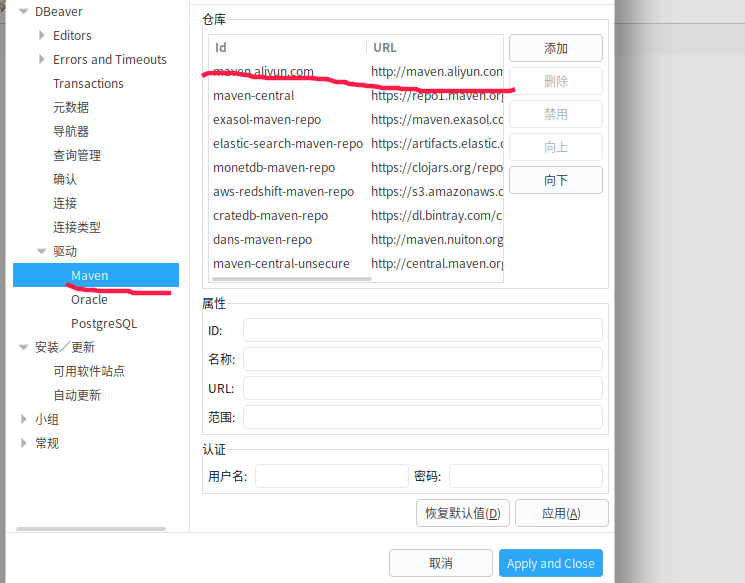 DBeaver
Editors
Errors and Timeouts
Transactions
元数据
导航器
查询管理
确认
连接
连接类型
驱动
Maven
Oracle
PostgreSQL
安装／更新
可用软件站点
自动更新
小组
常规
仓库
Id URL
maven.aliyun.com http://maven.aliyun.com
maven-central https://repo1.maven.org
exasol-maven-repo https://maven.exasol.co
elastic-search-maven-repo https://artifacts.elastic.c
monetdb-maven-repo https://clojars.org/repo
aws-redshift-maven-repo https://s3.amazonaws.c
cratedb-maven-repo https://dl.bintray.com/c
dans-maven-repo http://maven.nuiton.org
maven-central-unsecure http://central.maven.org
添加
删除
禁用
向上
向下
属性
ID:
名称:
URL:
范围:
认证
用户名: 密码:
恢复默认值(D) 应用(A)
取消 Apply and Close